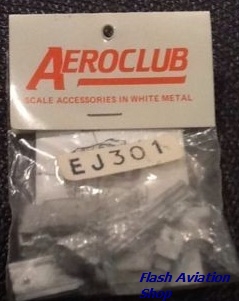 AEROCLUB
SCALE ACCESSORIES IN WHITE METAL
EJ301
Flash Aviation
Shop